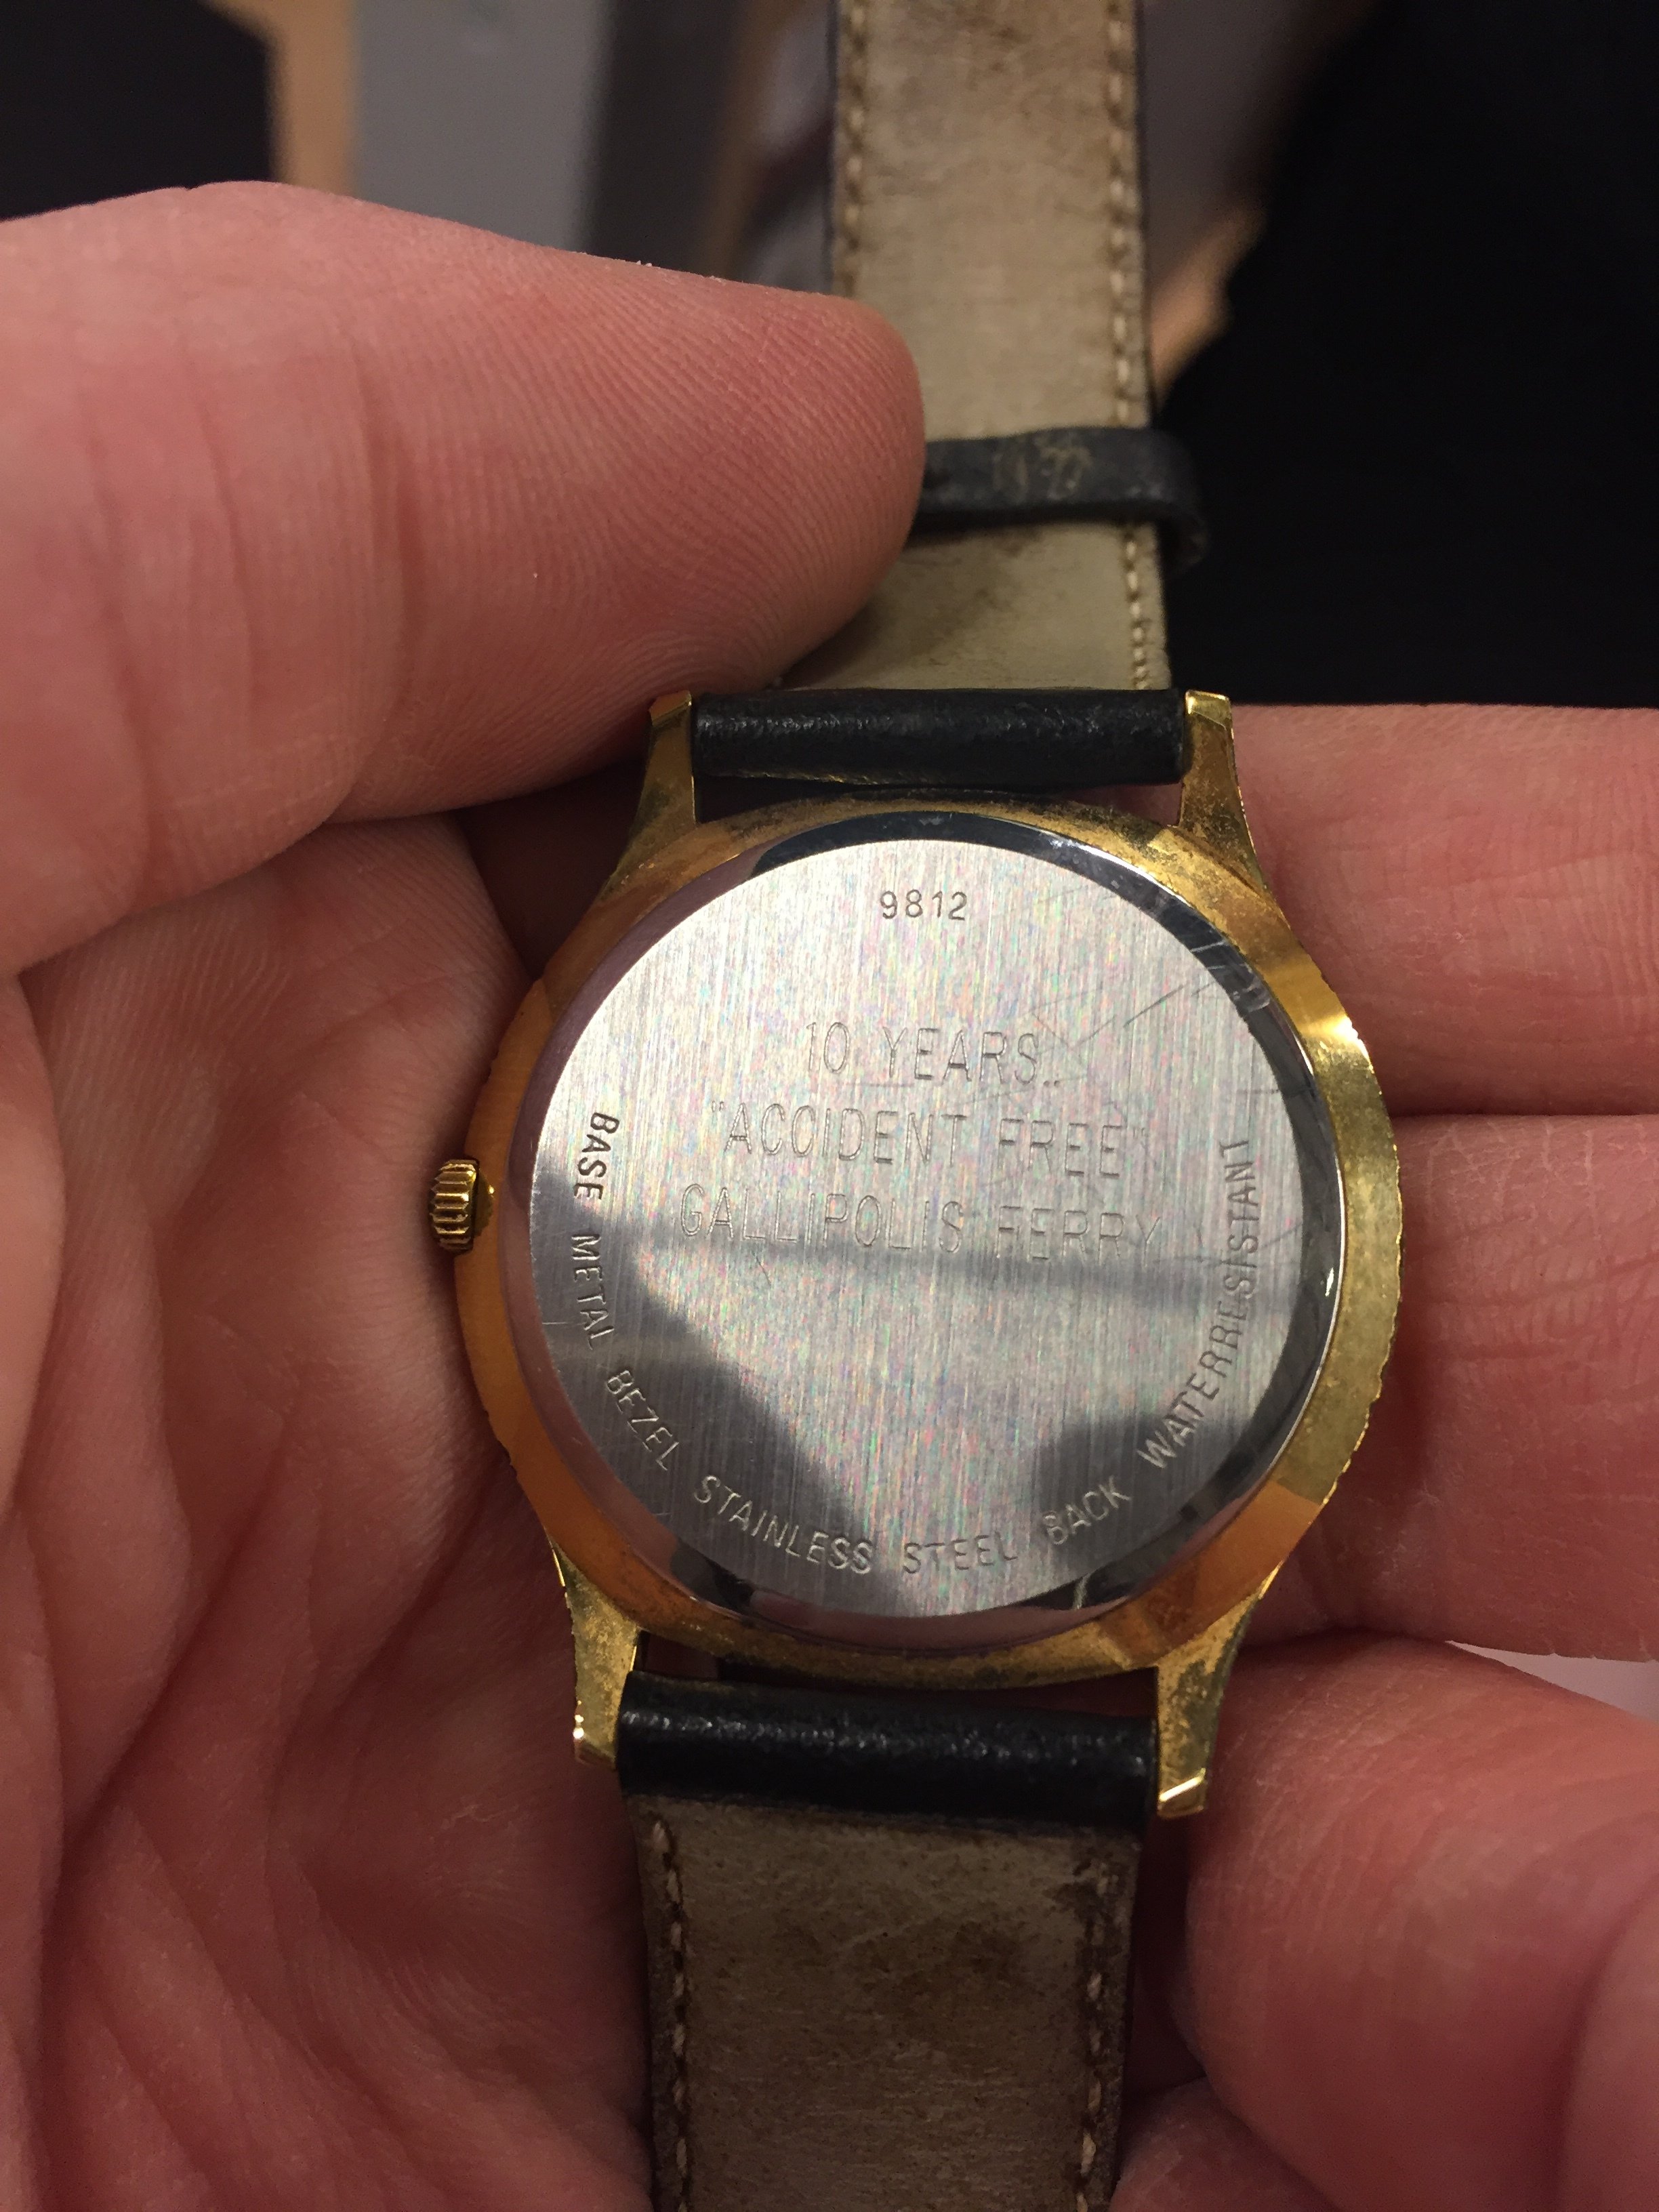 9812
10 YEARS..
"ACCIDENT FREE"
GALLIPOLIS FERRY
BASE METAL BEZEL STAINLESS STEEL BACK WATERRESISTANT